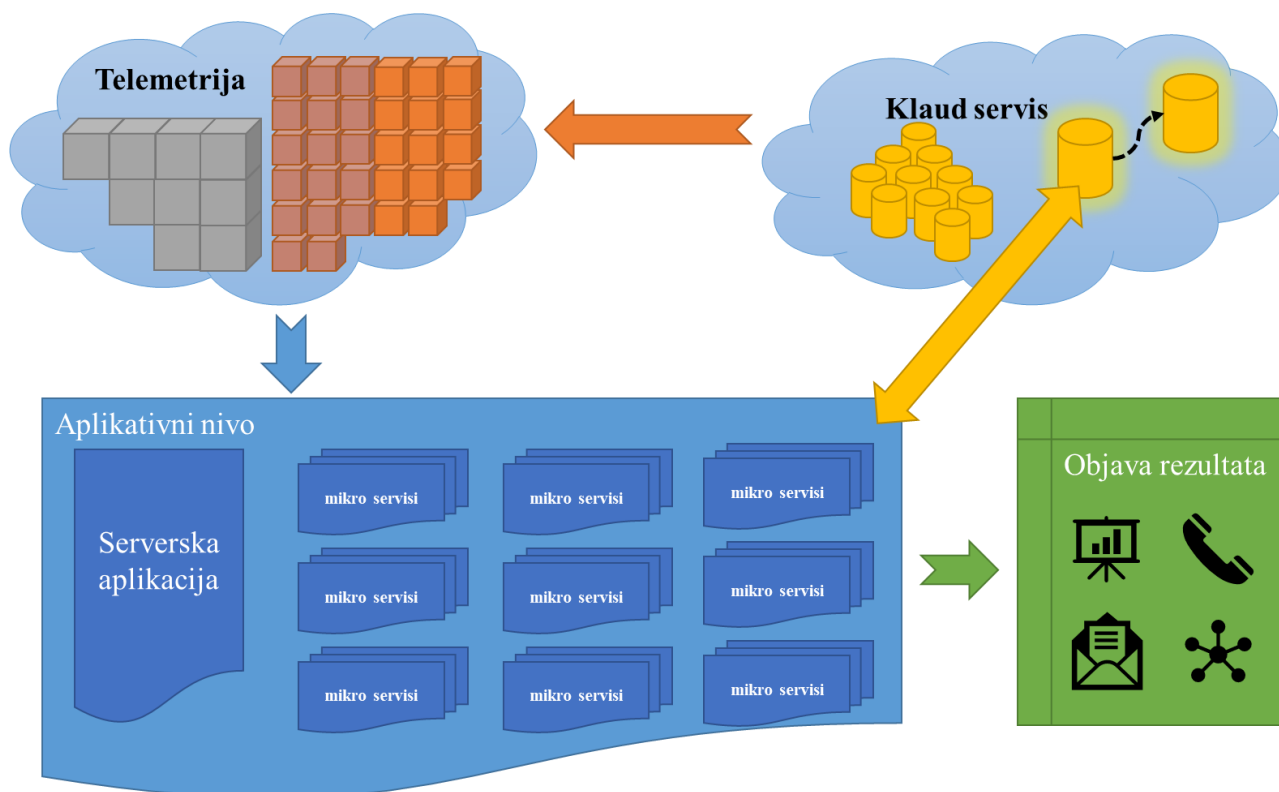 Telemetrija
Klaud servis
Aplikativni nivo
Serverska
aplikacija
mikro servisi
mikro servisi
mikro servisi
mikro servisi
mikro servisi
mikro servisi
mikro servisi
mikro servisi
mikro servisi
Objava rezultata